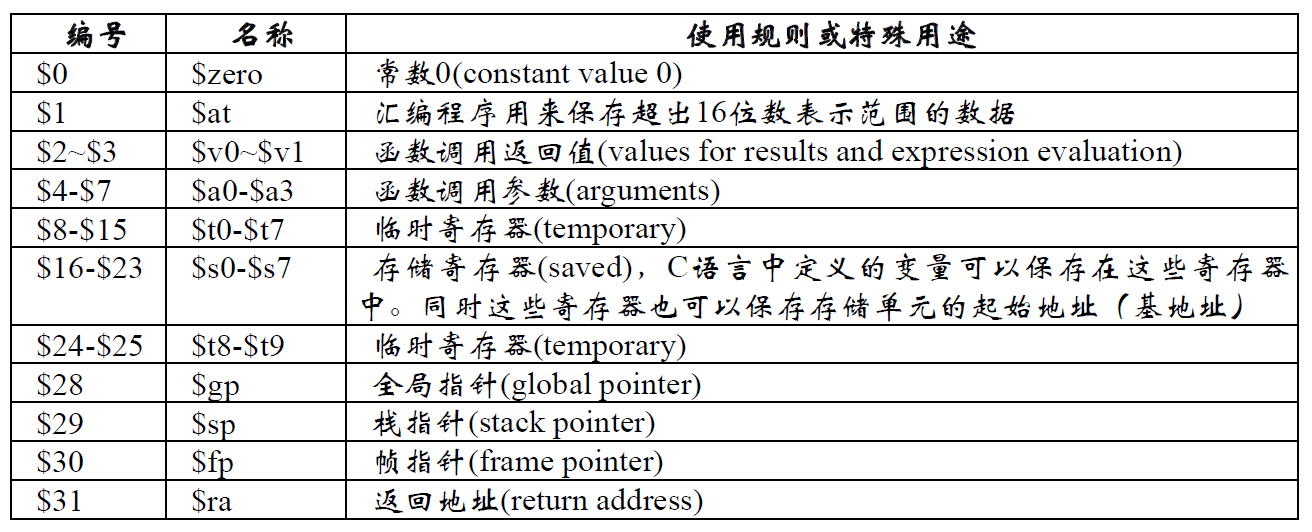 编号 名称 使用规则或特殊用途
$0 $zero 常数0(constant value 0)
$1 $at 汇编程序用来保存超出16位数表示范围的数据
$2~$3 $v0~$v1 函数调用返回值(values for results and expression evaluation)
$4-$7 $a0-$a3 函数调用参数(arguments)
$8-$15 $t0-$t7 临时寄存器(temporary)
$16-$23 $s0-$s7 存储寄存器(saved)，C语言中定义的变量可以保存在这些寄存器
中。同时这些寄存器也可以保存存储单元的起始地址（基地址）
$24-$25 $t8-$t9 临时寄存器(temporary)
$28 $gp 全局指针(global pointer)
$29 $sp 栈指针(stack pointer)
$30 $fp 帧指针(frame pointer)
$31 $ra 返回地址(return address)